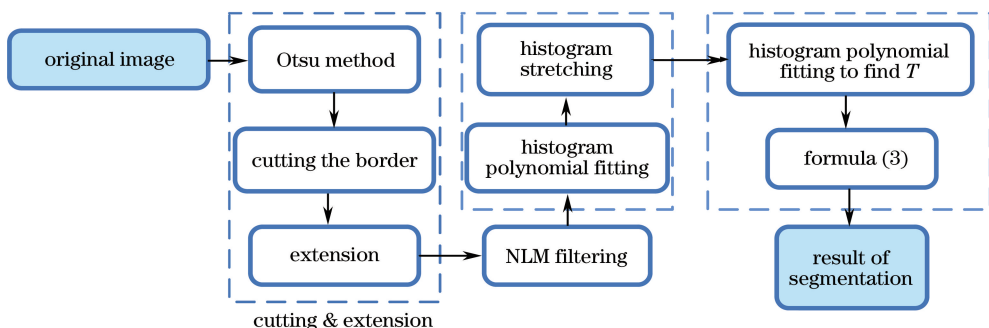 original image
Otsu method
cutting the border
extension
cutting & extension
NLM filtering
histogram
polynomial fitting
histogram
stretching
histogram polynomial
fitting to find T
formula (3)
result of
segmentation